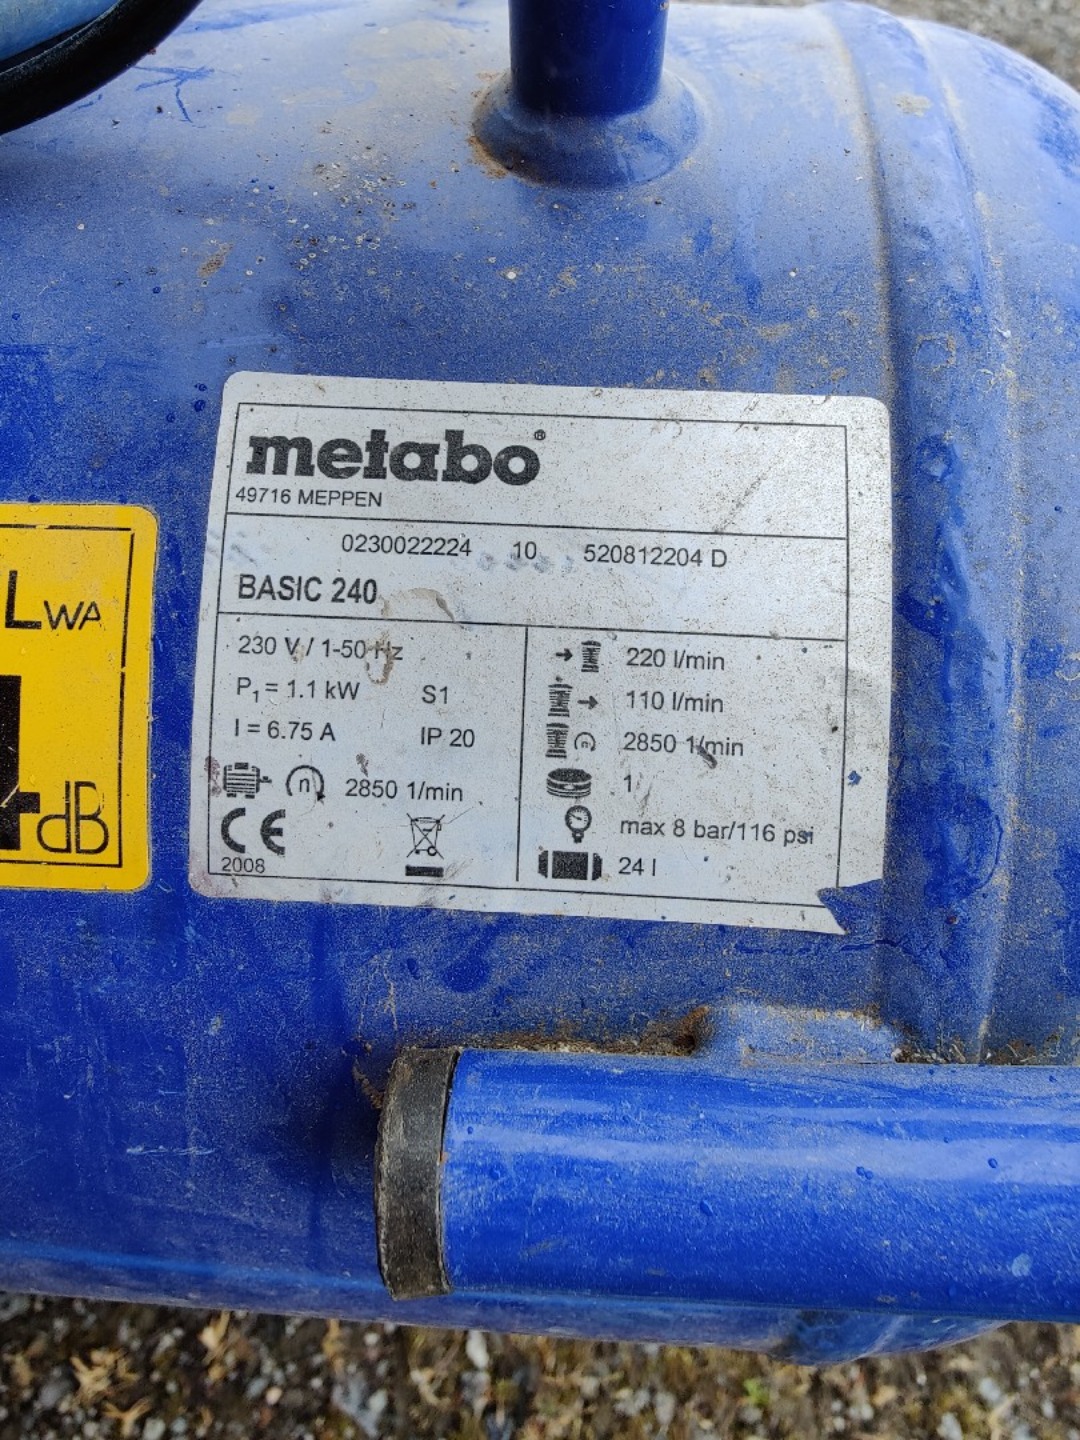 metabo®
49716 MEPPEN
0230022224 10 520812204 D
BASIC 240
230 V / 1-50 Hz
P₁ = 1.1 kW S1
I = 6.75 A IP 20
n 2850 1/min
CE
2008
220 l/min
110 l/min
2850 1/min
1
max 8 bar/116 psi
24 l
LWA
dB